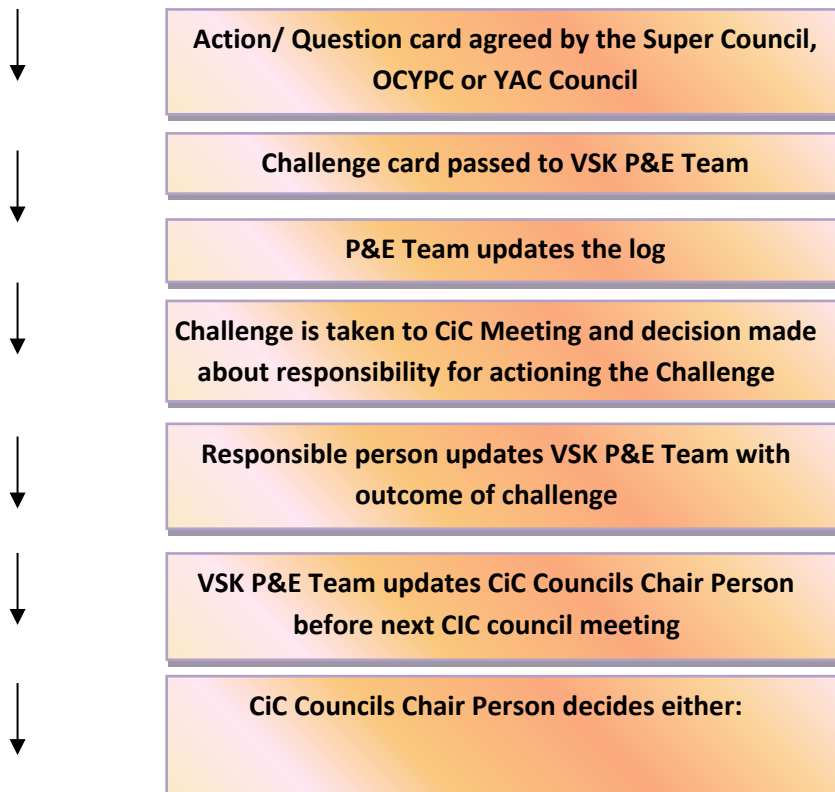 Action/ Question card agreed by the Super Council,
OCYPC or YAC Council
Challenge card passed to VSK P&E Team
P&E Team updates the log
Challenge is taken to CiC Meeting and decision made
about responsibility for actioning the Challenge
Responsible person updates VSK P&E Team with
outcome of challenge
VSK P&E Team updates CiC Councils Chair Person
before next CIC council meeting
CiC Councils Chair Person decides either: